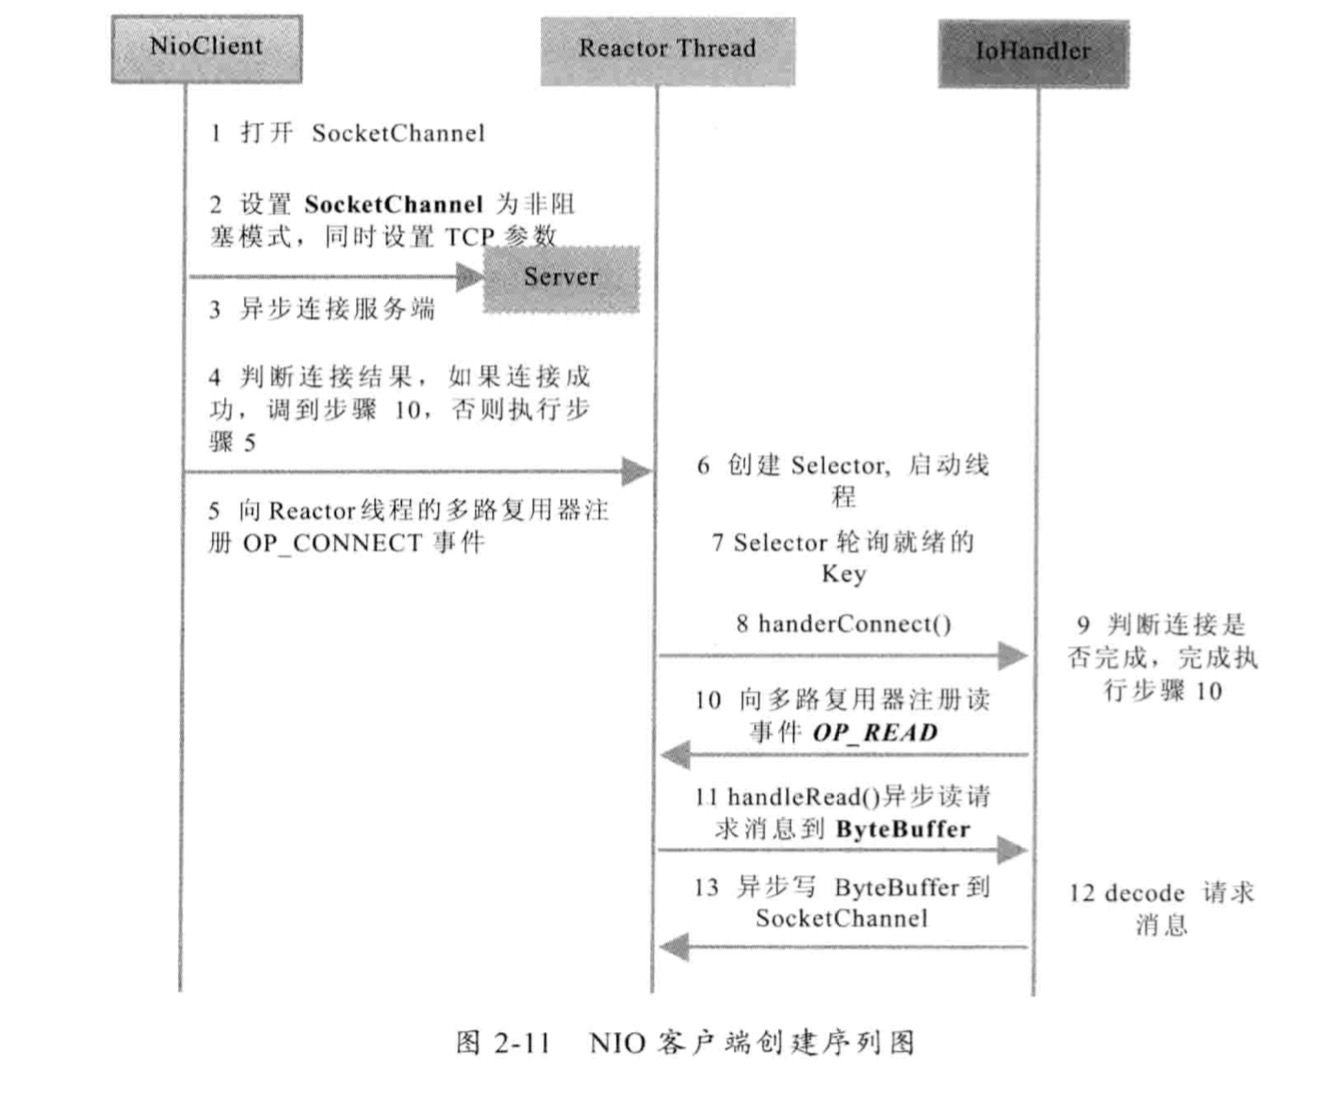 NioClient
Reactor Thread
IoHandler
1 打开 SocketChannel
2 设置 SocketChannel 为非阻
塞模式，同时设置 TCP 参数
Server
3 异步连接服务端
4 判断连接结果，如果连接成
功，调到步骤 10，否则执行步
骤 5
5 向 Reactor 线程的多路复用器注
册 OP_CONNECT 事件
6 创建 Selector, 启动线
程
7 Selector 轮询就绪的
Key
8 handerConnect()
9 判断连接是
否完成，完成执
行步骤 10
10 向多路复用器注册读
事件 OP_READ
11 handleRead()异步读请
求消息到 ByteBuffer
12 decode 请求
消息
13 异步写 ByteBuffer 到
SocketChannel
图 2-11 NIO 客户端创建序列图